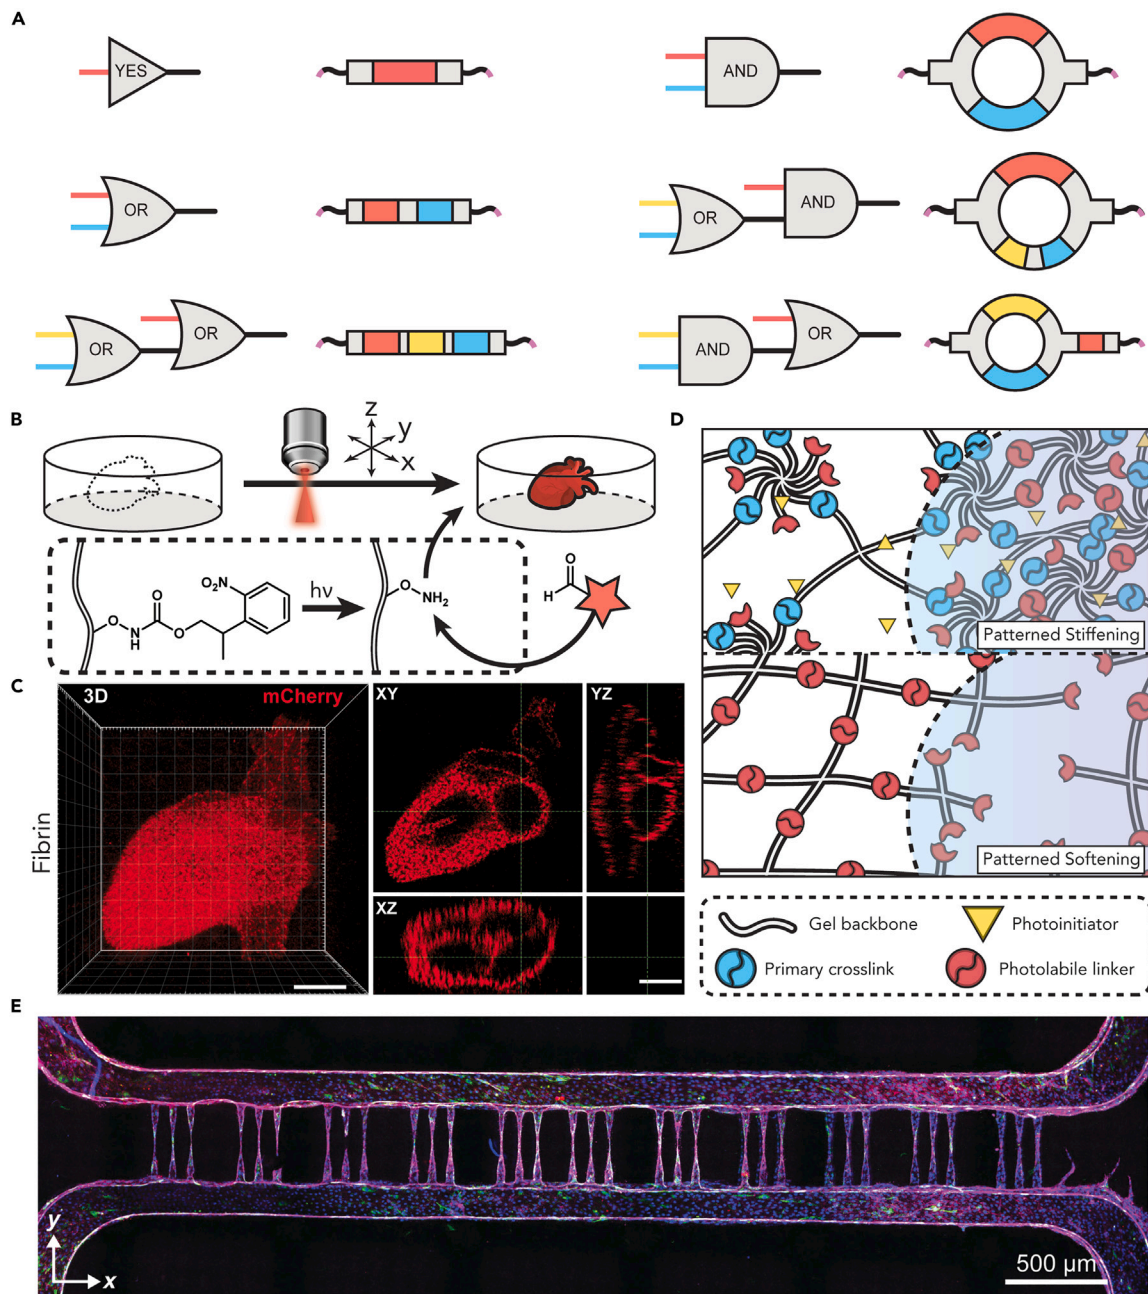 A
YES
AND
OR
OR
AND
OR
OR
AND
OR
B
z
y
x
O
N
H
O
O
NO₂
hν
O
NH₂
O
H
C
3D
mCherry
XY
YZ
XZ
Fibrin
D
Patterned Stiffening
Patterned Softening
Gel backbone
Photoinitiator
Primary crosslink
Photolabile linker
E
y
x
500 μm